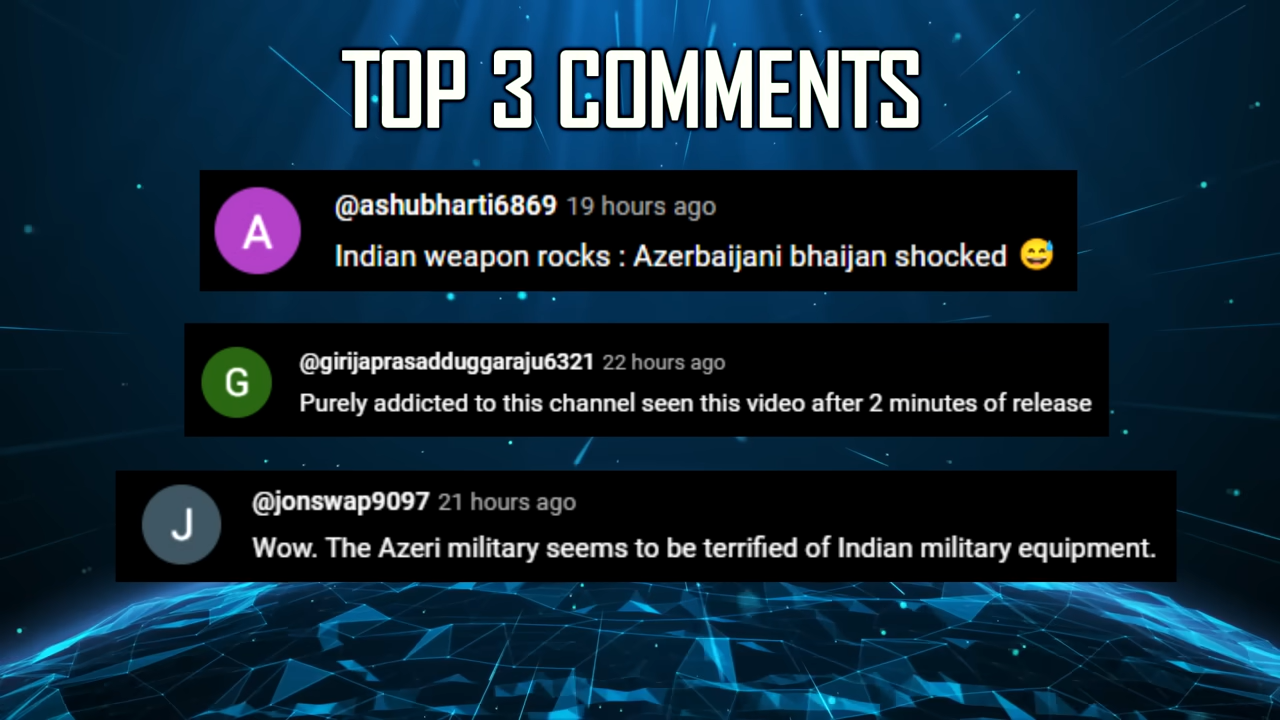 TOP 3 COMMENTS
A
@ashubharti6869 19 hours ago
Indian weapon rocks : Azerbaijani bhaijan shocked 😅
G
@girijaprasadduggaraju6321 22 hours ago
Purely addicted to this channel seen this video after 2 minutes of release
J
@jonswap9097 21 hours ago
Wow. The Azeri military seems to be terrified of Indian military equipment.